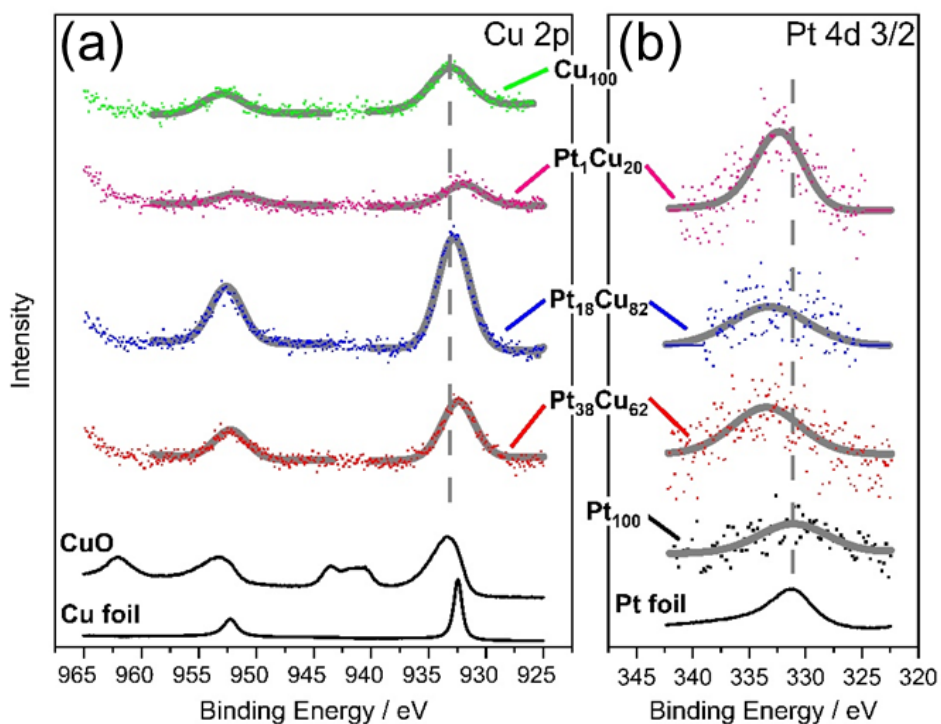 (a) Cu 2p
(b) Pt 4d 3/2
Cu₁₀₀
Pt₁Cu₂₀
Pt₁₈Cu₈₂
Pt₃₈Cu₆₂
Pt₁₀₀
CuO
Cu foil
Pt foil
Intensity
965 960 955 950 945 940 935 930 925
345 340 335 330 325 320
Binding Energy / eV
Binding Energy / eV